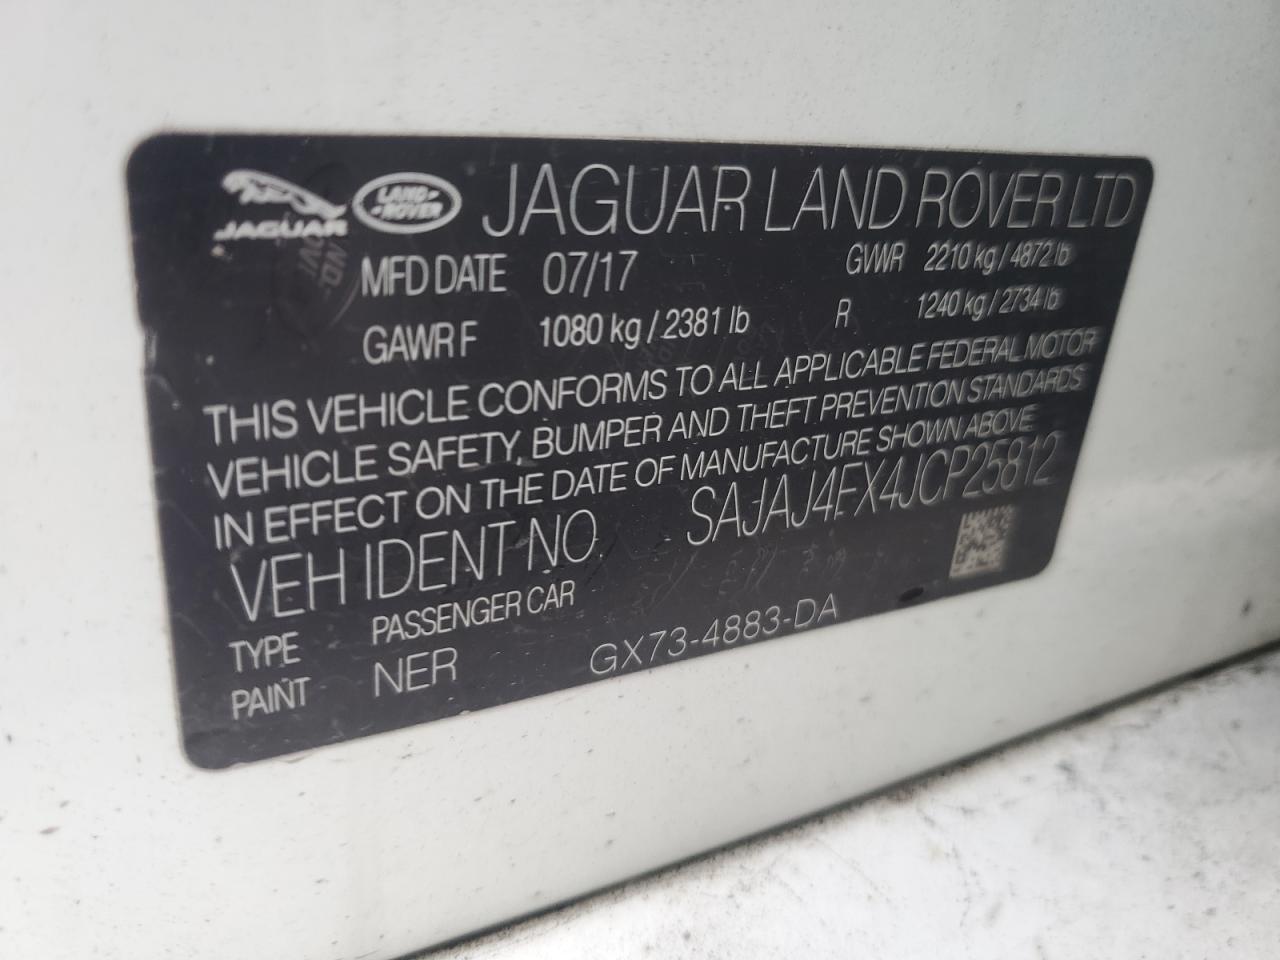 JAGUAR LAND-ROVER JAGUAR LAND ROVER LTD
MFD DATE 07/17 GVWR 2210 kg / 4872 lb
GAWR F 1080 kg / 2381 lb R 1240 kg / 2734 lb
THIS VEHICLE CONFORMS TO ALL APPLICABLE FEDERAL MOTOR
VEHICLE SAFETY, BUMPER AND THEFT PREVENTION STANDARDS
IN EFFECT ON THE DATE OF MANUFACTURE SHOWN ABOVE
VEH IDENT NO. SAJAJ4FX4JCP25812
TYPE PASSENGER CAR
PAINT NER GX73-4883-DA